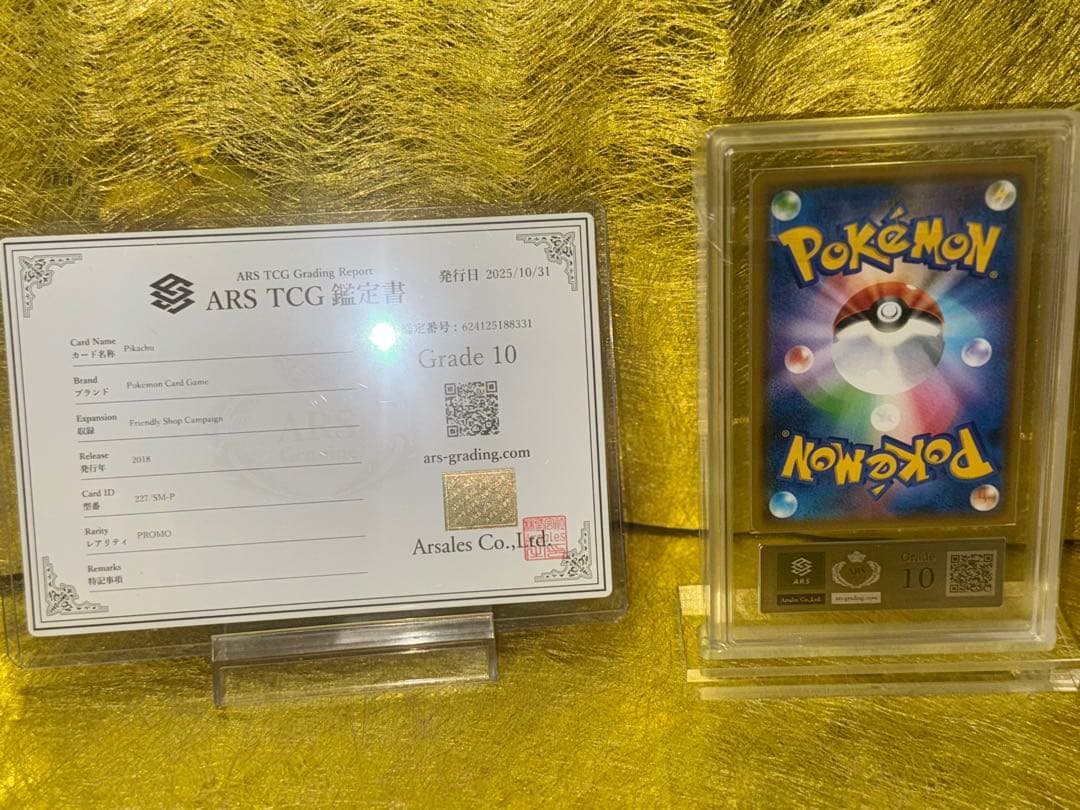 ARS TCG Grading Report
ARS TCG 鑑定書
発行日 2025/10/31
定番号：624125188331
Grade 10
Card Name
カード名称 Pikachu
Brand
ブランド Pokémon Card Game
Expansion
収録 Friendly Shop Campaign
Release
発行年 2018
Card ID
型番 227/SM-P
Rarity
レアリティ PROMO
Remarks
特記事項
ARS
ars-grading.com
Arsales Co.,Ltd.
POKéMON
POKéMON
ARS
Arsales Co.,Ltd.
ARS
ars-grading.com
Grade
10